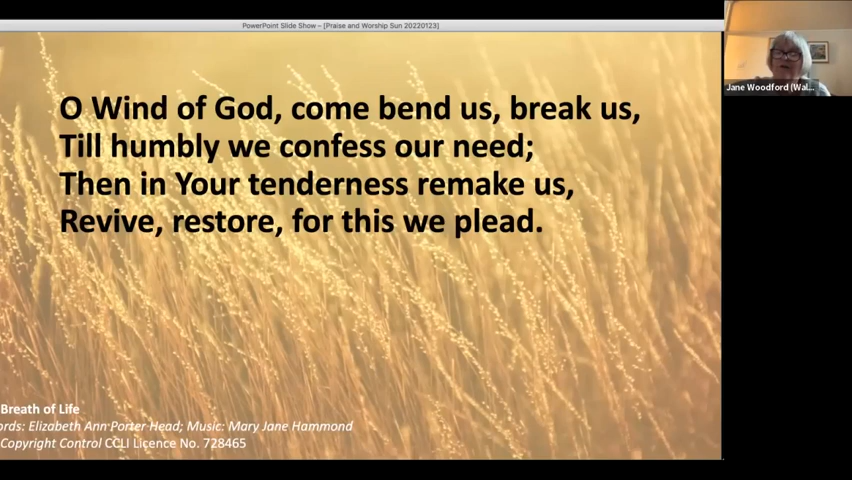 PowerPoint Slide Show – [Praise and Worship Sun 20220123]
Jane Woodford (Wal...
O Wind of God, come bend us, break us,
Till humbly we confess our need;
Then in Your tenderness remake us,
Revive, restore, for this we plead.
Breath of Life
ords: Elizabeth Ann Porter Head; Music: Mary Jane Hammond
Copyright Control CCLI Licence No. 728465